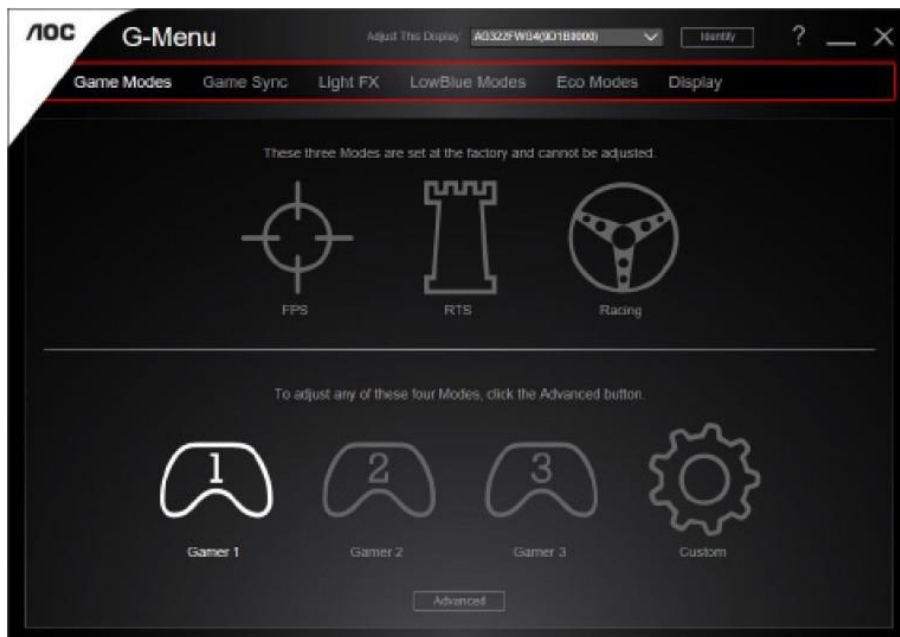 AOC G-Menu Adjust This Display: AG322FWG4(9D1B0000) Identify ?
Game Modes Game Sync Light FX LowBlue Modes Eco Modes Display
These three Modes are set at the factory and cannot be adjusted.
FPS RTS Racing
To adjust any of these four Modes, click the Advanced button.
1 2 3
Gamer 1 Gamer 2 Gamer 3 Custom
Advanced